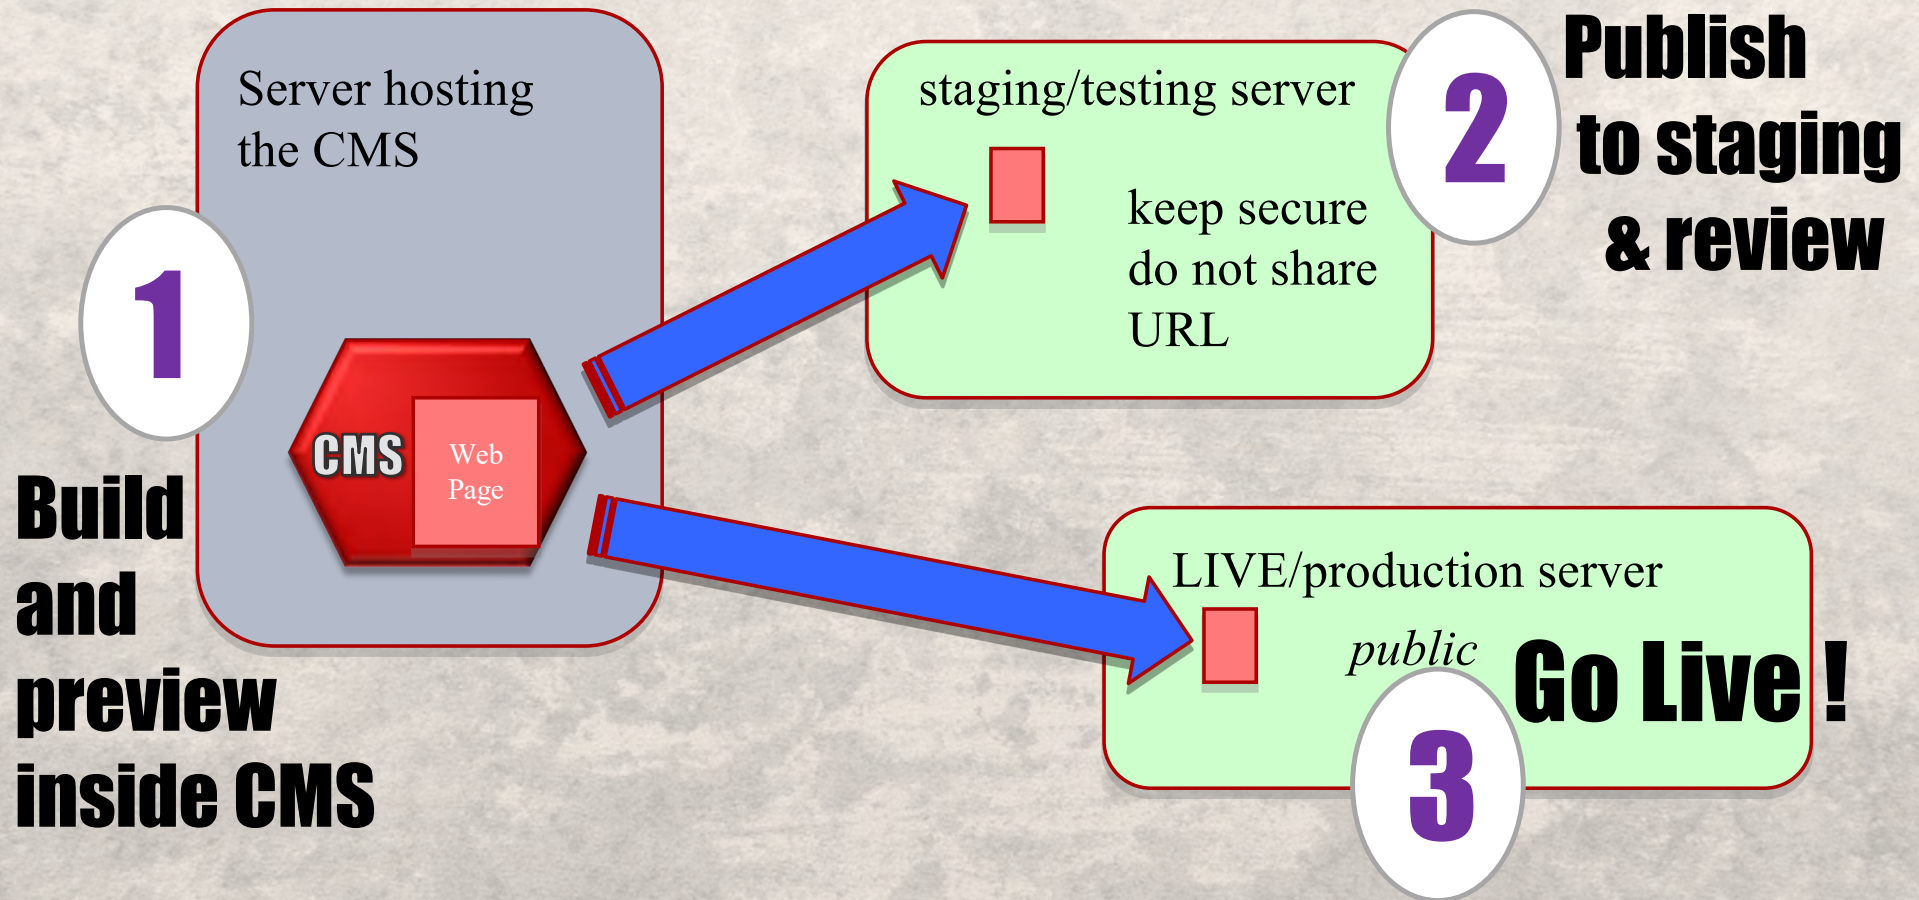 Server hosting
the CMS
1
CMS
Web
Page
Build
and
preview
inside CMS
staging/testing server
keep secure
do not share
URL
2
Publish
to staging
& review
LIVE/production server
public
Go Live !
3